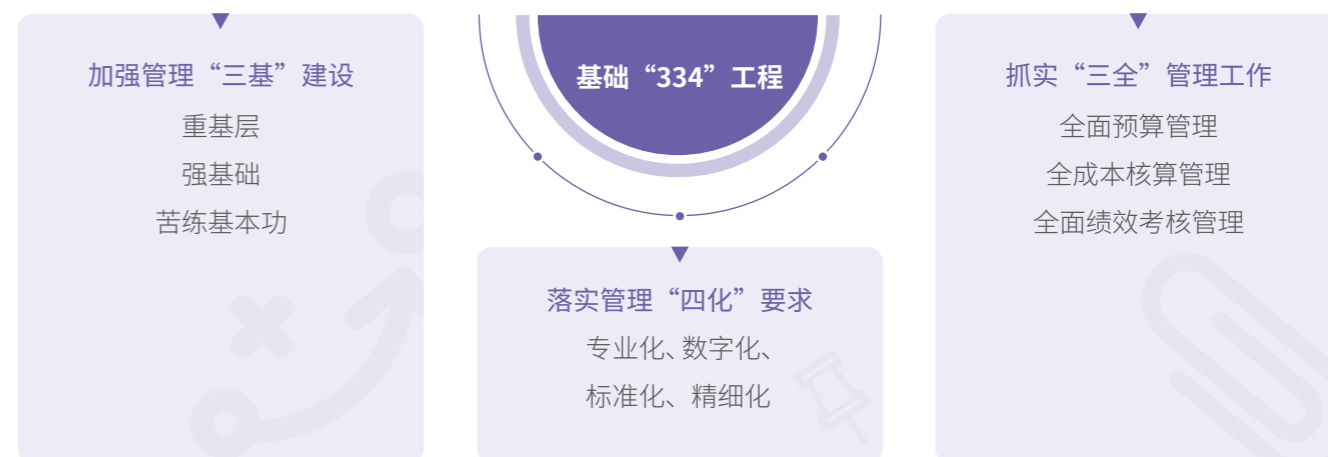 基础“334”工程
加强管理“三基”建设
重基层
强基础
苦练基本功
落实管理“四化”要求
专业化、数字化、
标准化、精细化
抓实“三全”管理工作
全面预算管理
全成本核算管理
全面绩效考核管理